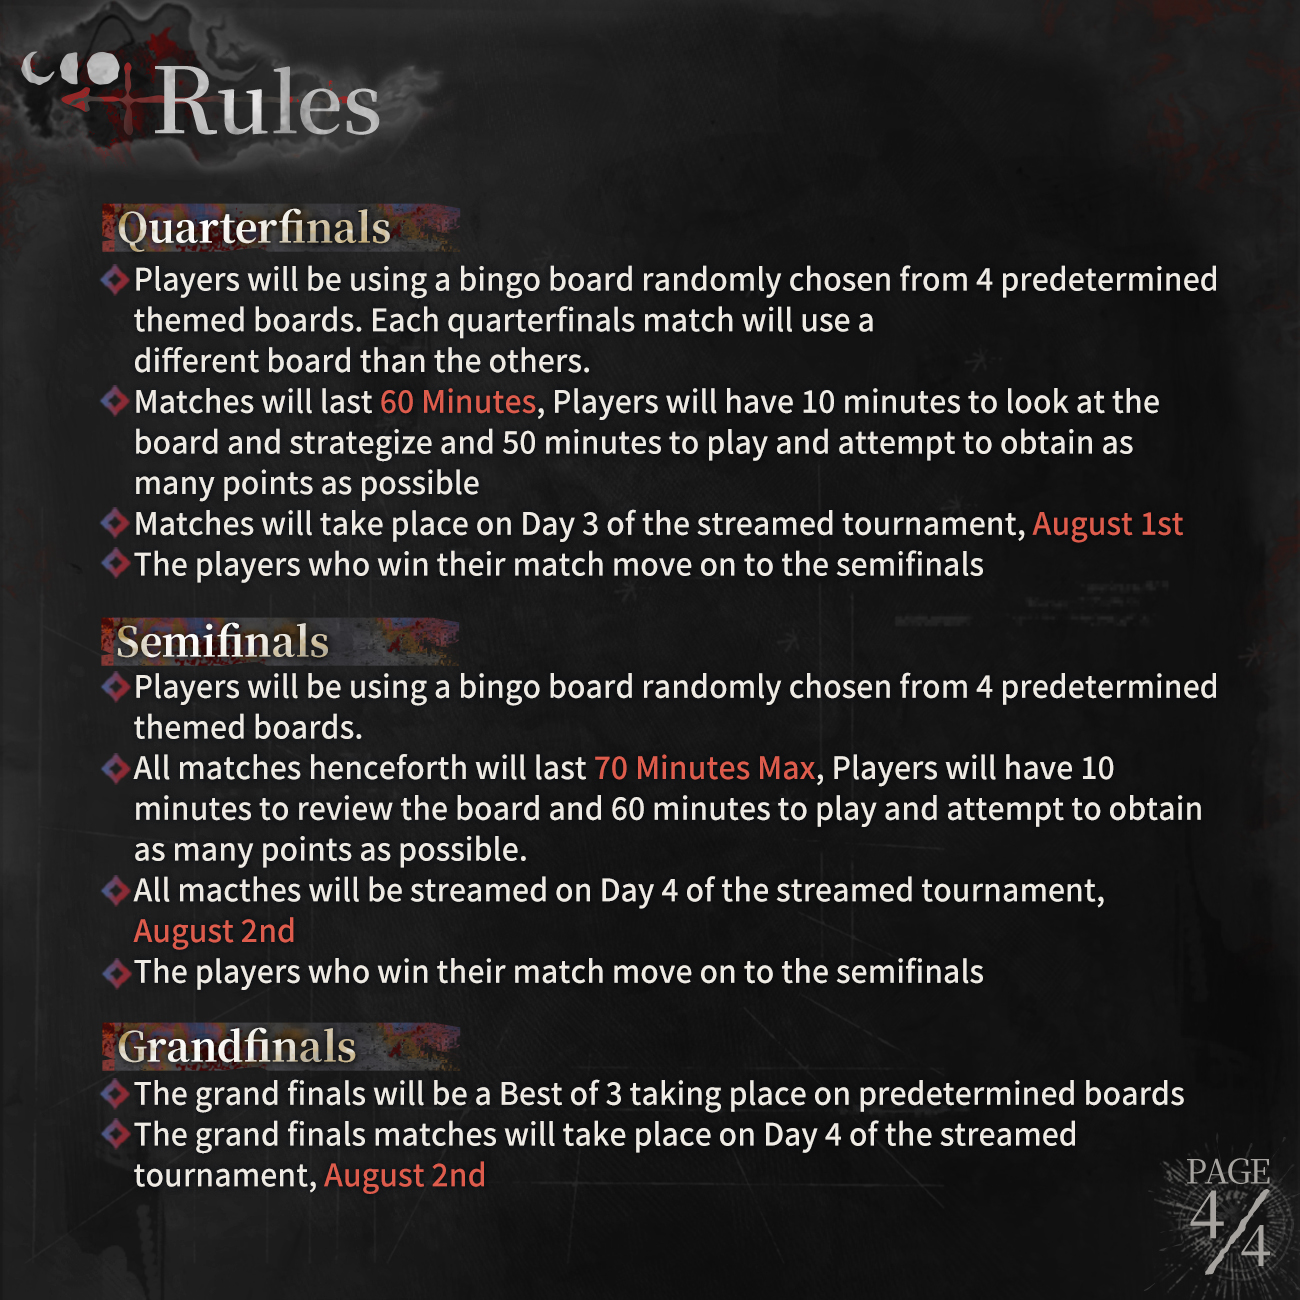 Rules
Quarterfinals
Players will be using a bingo board randomly chosen from 4 predetermined
themed boards. Each quarterfinals match will use a
different board than the others.
Matches will last 60 Minutes, Players will have 10 minutes to look at the
board and strategize and 50 minutes to play and attempt to obtain as
many points as possible
Matches will take place on Day 3 of the streamed tournament, August 1st
The players who win their match move on to the semifinals
Semifinals
Players will be using a bingo board randomly chosen from 4 predetermined
themed boards.
All matches henceforth will last 70 Minutes Max, Players will have 10
minutes to review the board and 60 minutes to play and attempt to obtain
as many points as possible.
All macthes will be streamed on Day 4 of the streamed tournament,
August 2nd
The players who win their match move on to the semifinals
Grandfinals
The grand finals will be a Best of 3 taking place on predetermined boards
The grand finals matches will take place on Day 4 of the streamed
tournament, August 2nd
PAGE
4/4